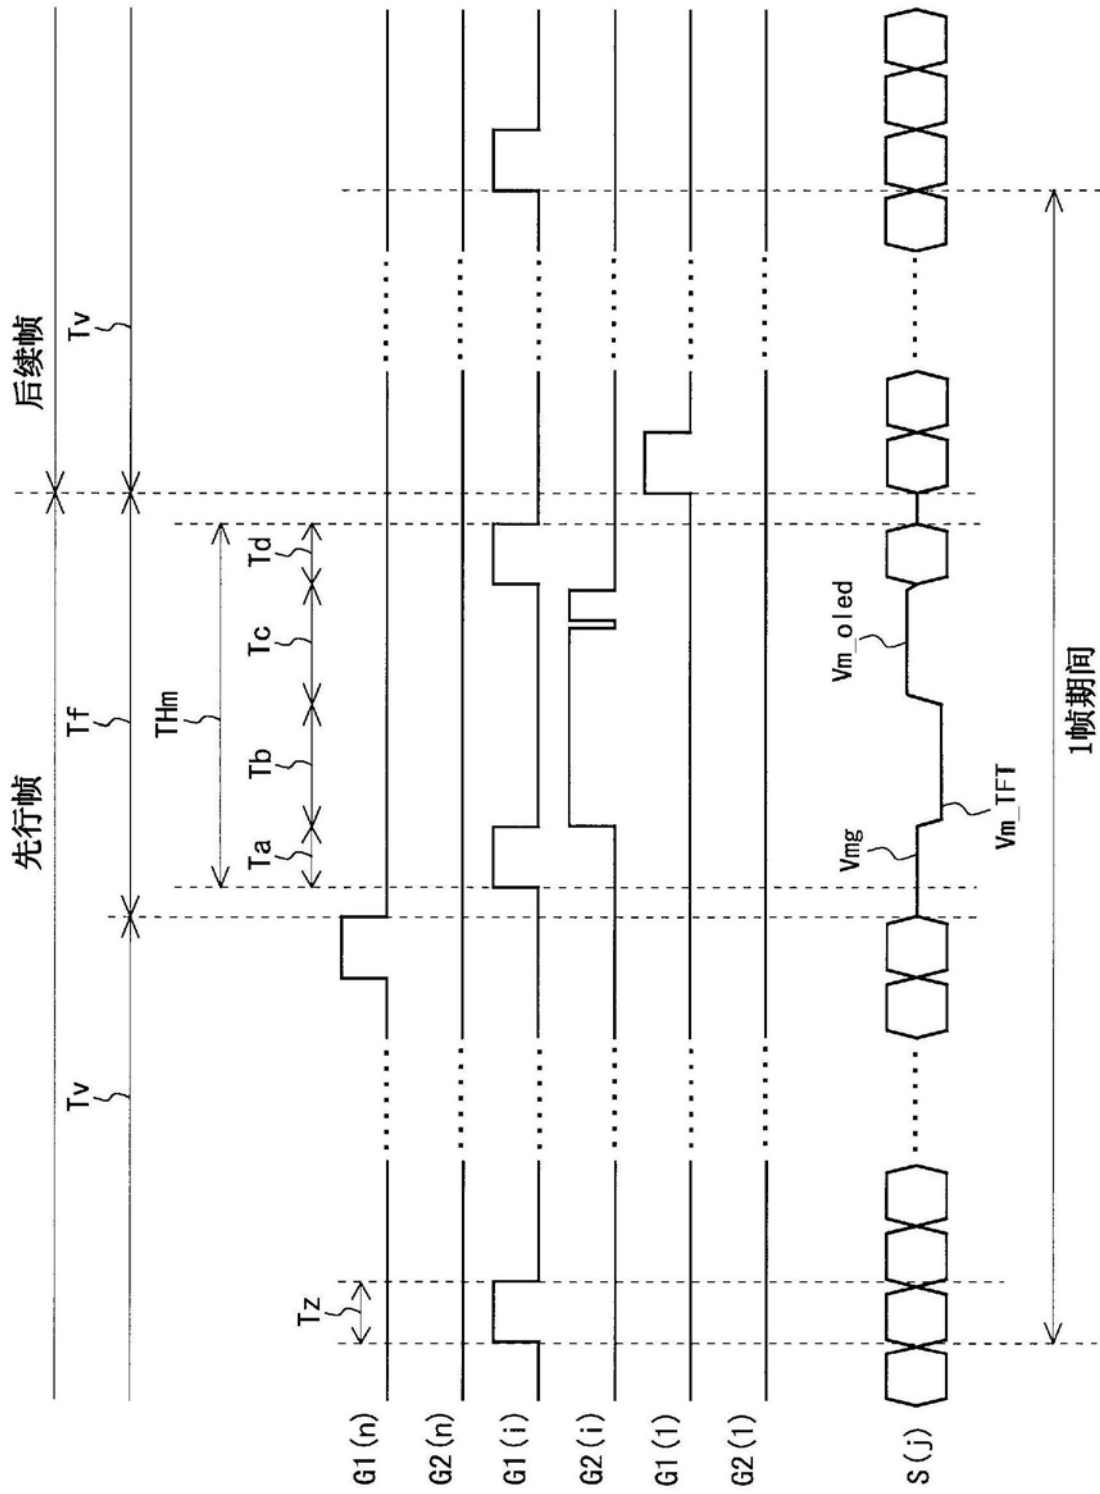 先行帧
后续帧
Tv
Tf
Tv
THm
Ta
Tb
Tc
Td
Tz
G1(n)
G2(n)
G1(i)
G2(i)
G1(1)
G2(1)
S(j)
Vmg
Vm_TFT
Vm_oled
1帧期间